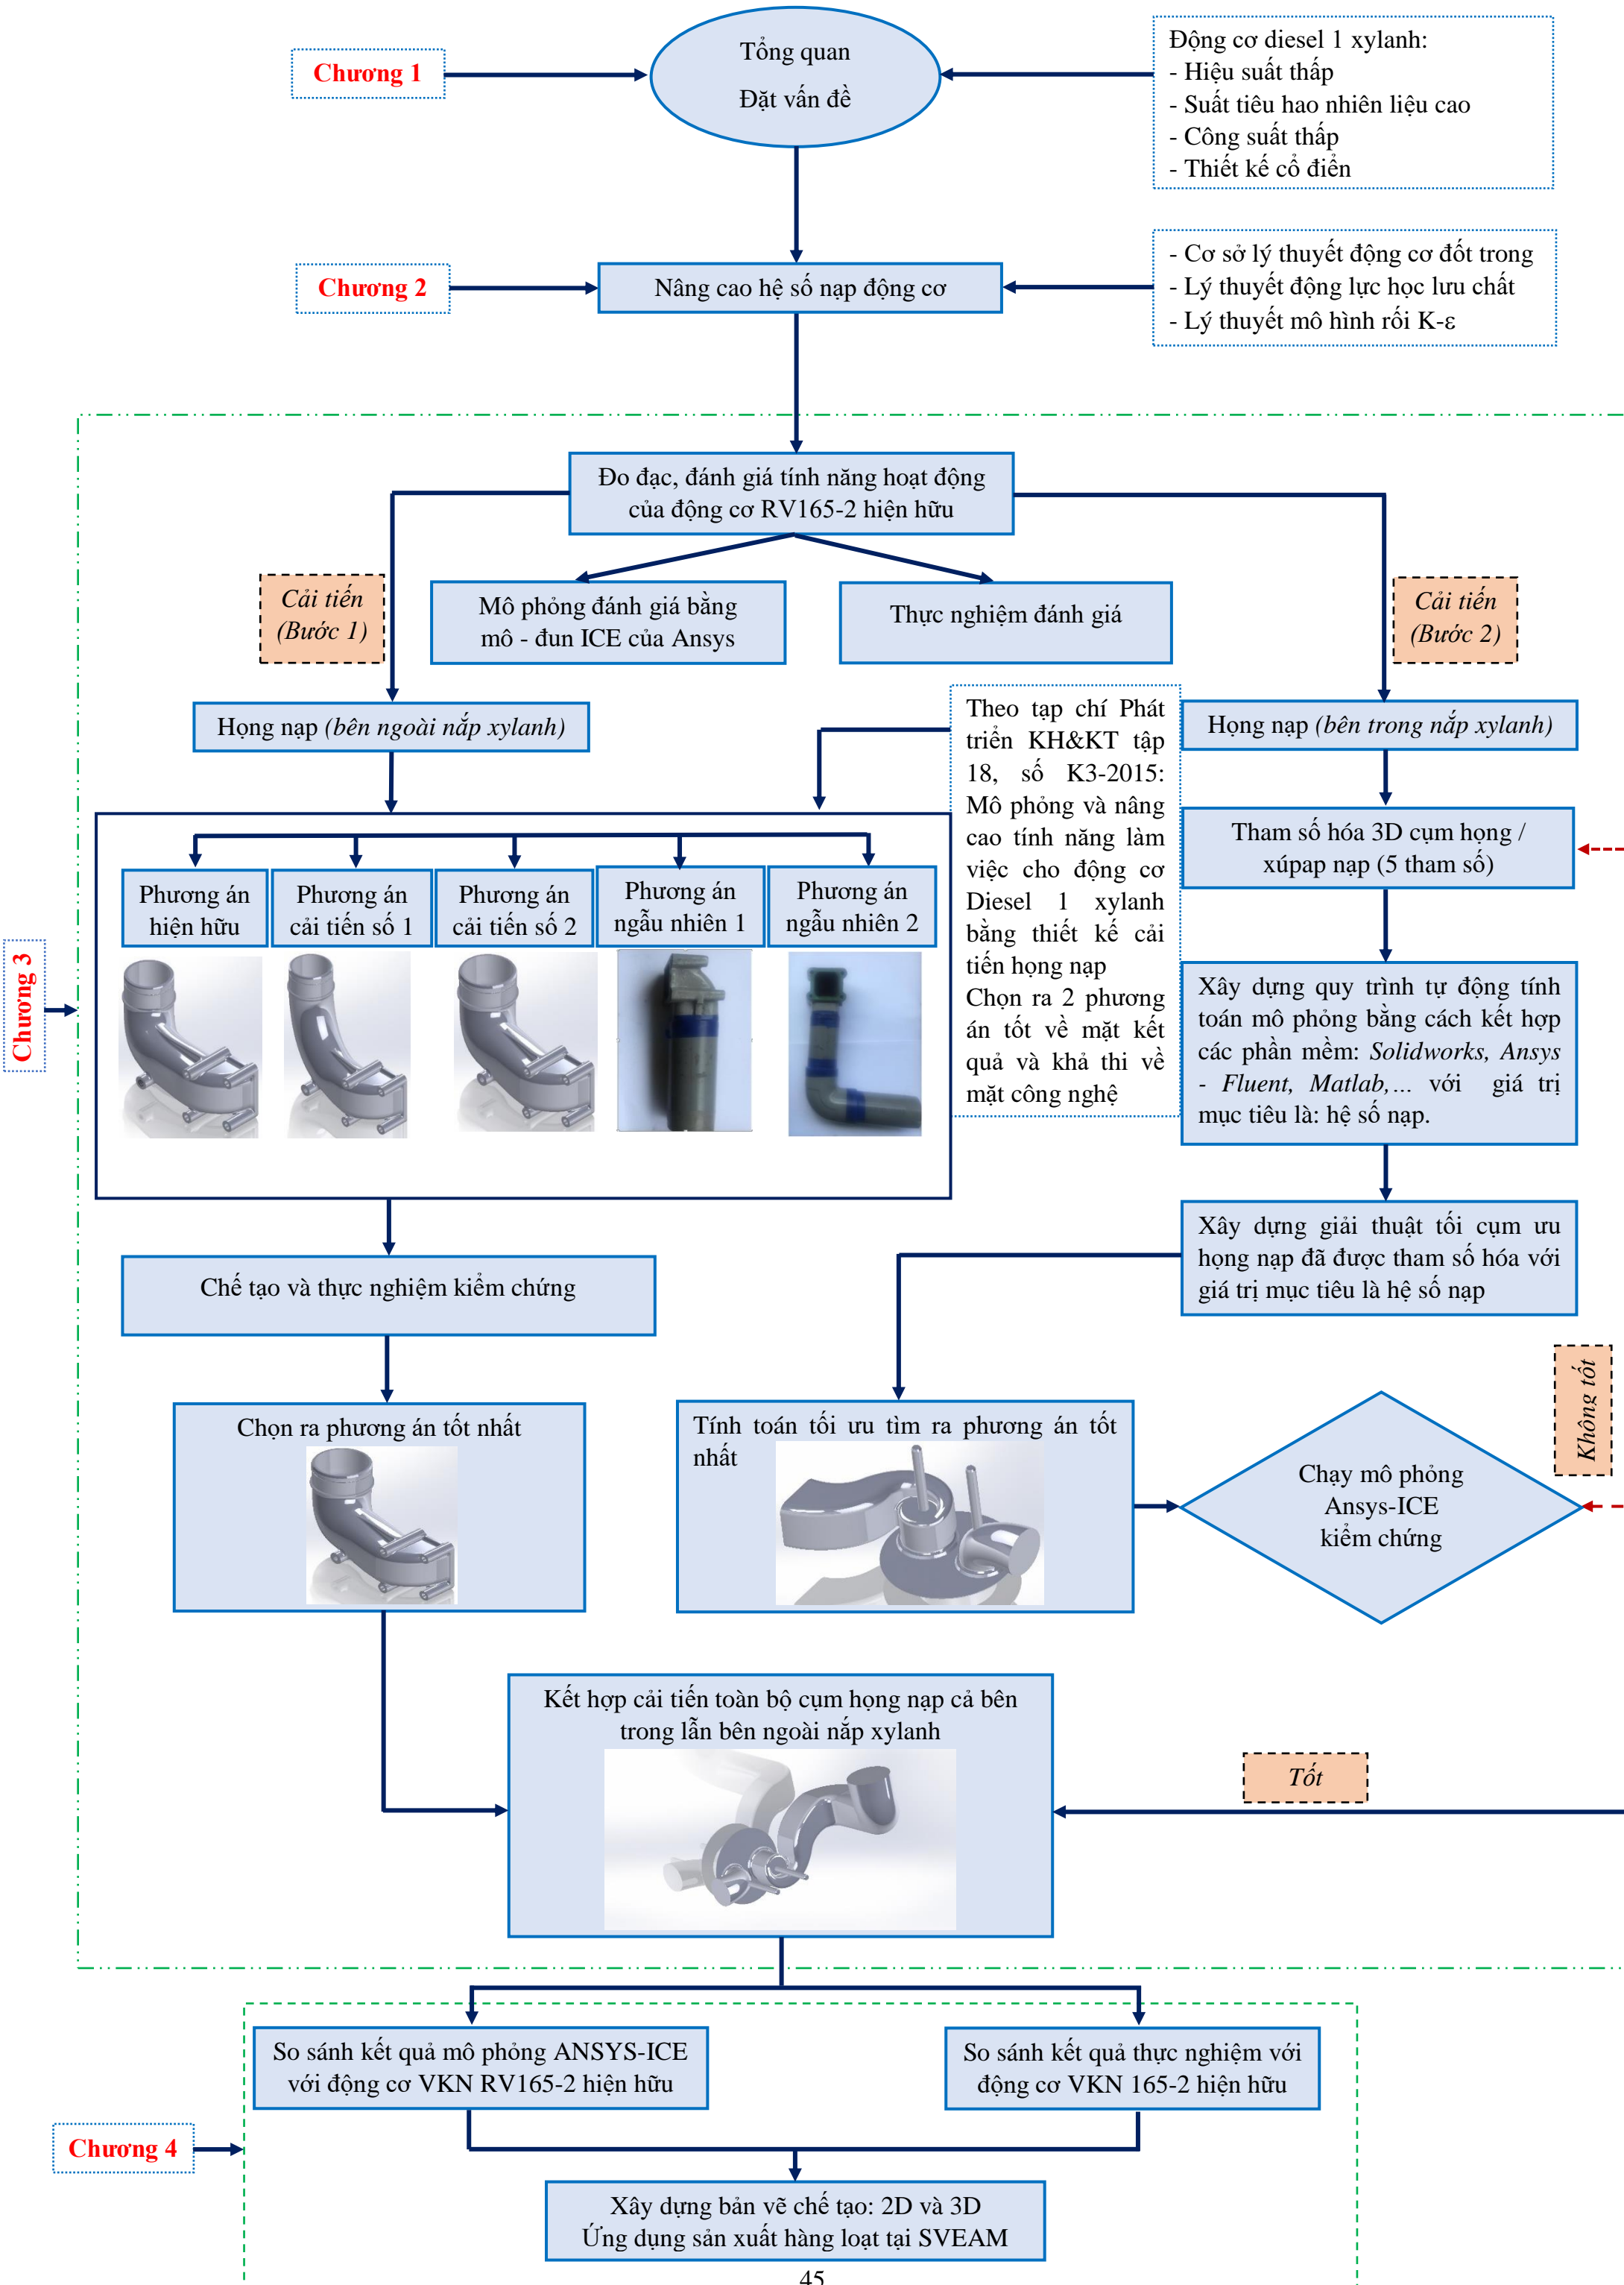 Chương 1
Tổng quan
Đặt vấn đề
Động cơ diesel 1 xylanh:
- Hiệu suất thấp
- Suất tiêu hao nhiên liệu cao
- Công suất thấp
- Thiết kế cổ điển
Chương 2
Nâng cao hệ số nạp động cơ
- Cơ sở lý thuyết động cơ đốt trong
- Lý thuyết động lực học lưu chất
- Lý thuyết mô hình rối K-ε
Đo đạc, đánh giá tính năng hoạt động
của động cơ RV165-2 hiện hữu
Cải tiến
(Bước 1)
Mô phỏng đánh giá bằng
mô - đun ICE của Ansys
Thực nghiệm đánh giá
Cải tiến
(Bước 2)
Họng nạp (bên ngoài nắp xylanh)
Theo tạp chí Phát
triển KH&KT tập
18, số K3-2015:
Mô phỏng và nâng
cao tính năng làm
việc cho động cơ
Diesel 1 xylanh
bằng thiết kế cải
tiến họng nạp
Chọn ra 2 phương
án tốt về mặt kết
quả và khả thi về
mặt công nghệ
Họng nạp (bên trong nắp xylanh)
Tham số hóa 3D cụm họng /
xúpap nạp (5 tham số)
Phương án
hiện hữu
Phương án
cải tiến số 1
Phương án
cải tiến số 2
Phương án
ngẫu nhiên 1
Phương án
ngẫu nhiên 2
Chương 3
Xây dựng quy trình tự động tính
toán mô phỏng bằng cách kết hợp
các phần mềm: Solidworks, Ansys
- Fluent, Matlab,... với giá trị
mục tiêu là: hệ số nạp.
Xây dựng giải thuật tối cụm ưu
họng nạp đã được tham số hóa với
giá trị mục tiêu là hệ số nạp
Chế tạo và thực nghiệm kiểm chứng
Chọn ra phương án tốt nhất
Tính toán tối ưu tìm ra phương án tốt
nhất
Chạy mô phỏng
Ansys-ICE
kiểm chứng
Không tốt
Kết hợp cải tiến toàn bộ cụm họng nạp cả bên
trong lẫn bên ngoài nắp xylanh
Tốt
So sánh kết quả mô phỏng ANSYS-ICE
với động cơ VKN RV165-2 hiện hữu
So sánh kết quả thực nghiệm với
động cơ VKN 165-2 hiện hữu
Chương 4
Xây dựng bản vẽ chế tạo: 2D và 3D
Ứng dụng sản xuất hàng loạt tại SVEAM
45